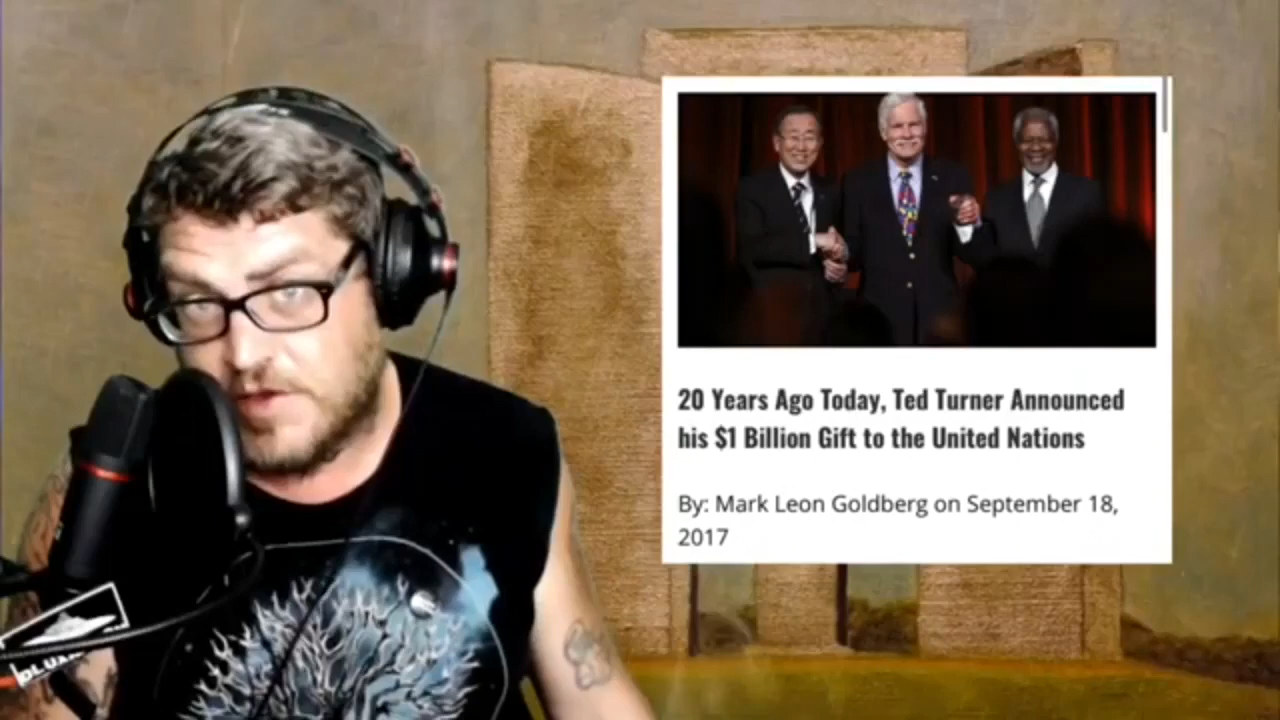 20 Years Ago Today, Ted Turner Announced
his $1 Billion Gift to the United Nations
By: Mark Leon Goldberg on September 18,
2017